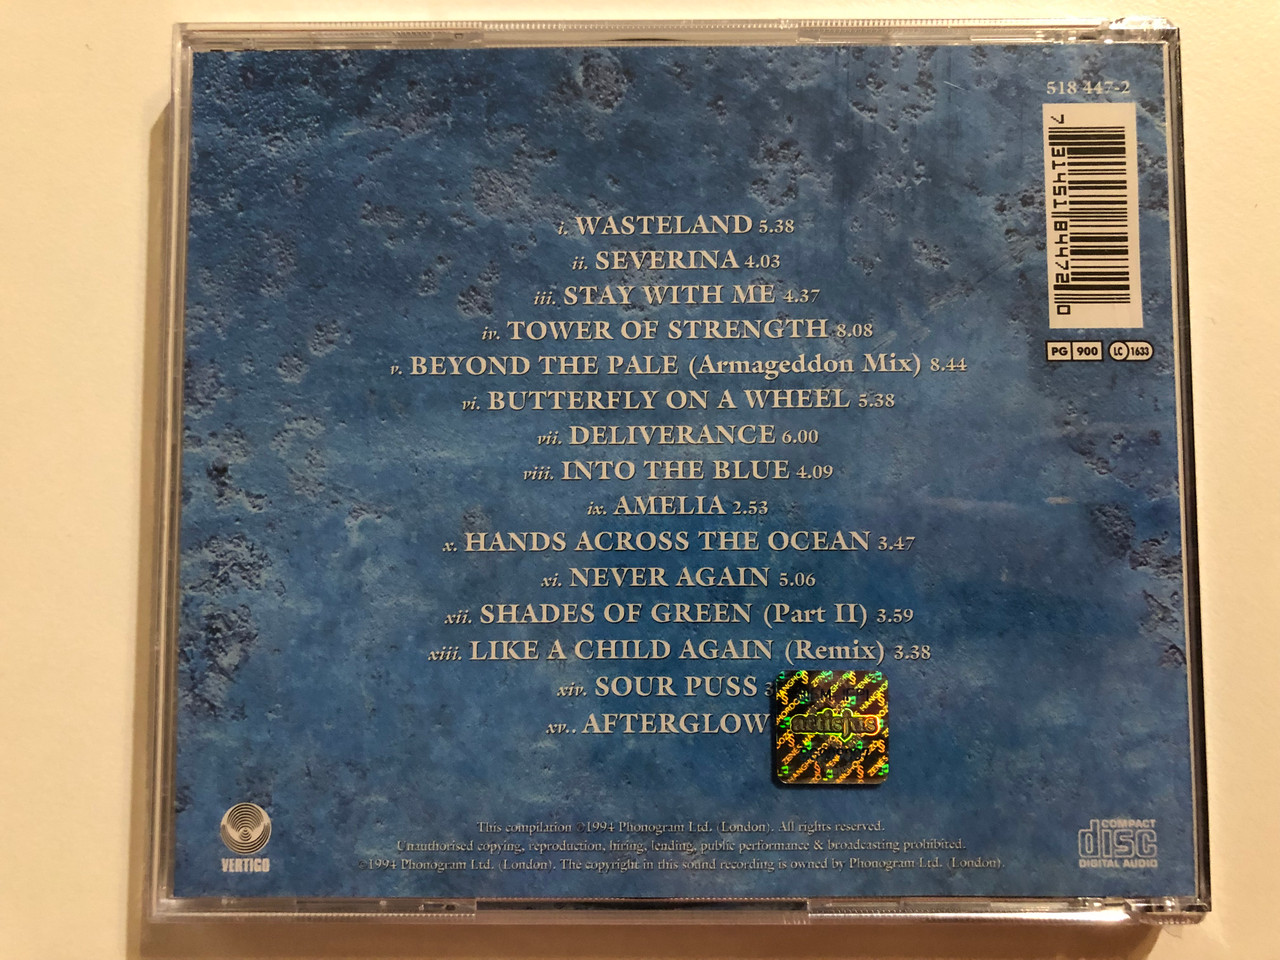 518 447-2
7 31451 84472 0
PG 900 LC 1633
i. WASTELAND 5.38
ii. SEVERINA 4.03
iii. STAY WITH ME 4.37
iv. TOWER OF STRENGTH 8.08
v. BEYOND THE PALE (Armageddon Mix) 8.44
vi. BUTTERFLY ON A WHEEL 5.38
vii. DELIVERANCE 6.00
viii. INTO THE BLUE 4.09
ix. AMELIA 2.53
x. HANDS ACROSS THE OCEAN 3.47
xi. NEVER AGAIN 5.06
xii. SHADES OF GREEN (Part II) 3.59
xiii. LIKE A CHILD AGAIN (Remix) 3.38
xiv. SOUR PUSS
xv.. AFTERGLOW
artisjus
This compilation ℗1994 Phonogram Ltd. (London). All rights reserved.
Unauthorised copying, reproduction, hiring, lending, public performance & broadcasting prohibited.
©1994 Phonogram Ltd. (London). The copyright in this sound recording is owned by Phonogram Ltd. (London).
VERTIGO
COMPACT
disc
DIGITAL AUDIO